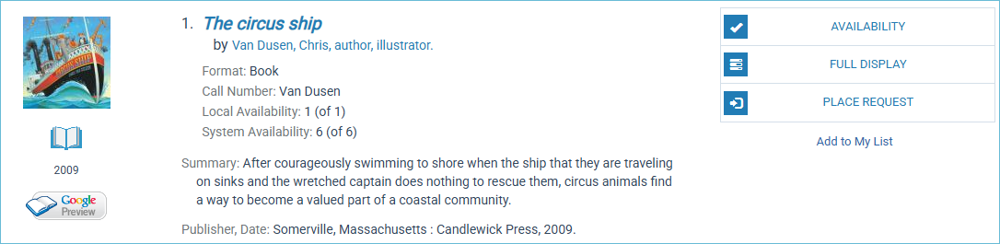 1. The circus ship
by Van Dusen, Chris, author, illustrator.
Format: Book
Call Number: Van Dusen
Local Availability: 1 (of 1)
System Availability: 6 (of 6)
Summary: After courageously swimming to shore when the ship that they are traveling
on sinks and the wretched captain does nothing to rescue them, circus animals find
a way to become a valued part of a coastal community.
Publisher, Date: Somerville, Massachusetts : Candlewick Press, 2009.
2009
Google
Preview
AVAILABILITY
FULL DISPLAY
PLACE REQUEST
Add to My List